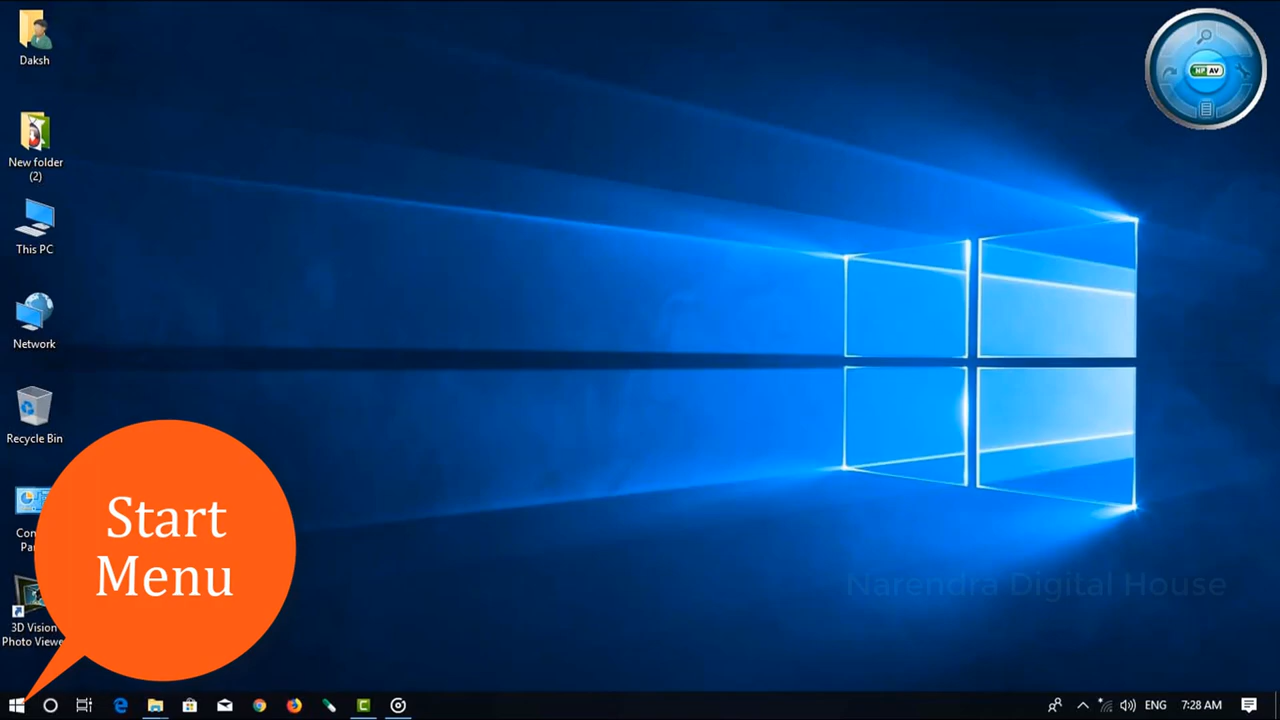 Daksh
New folder
(2)
This PC
Network
Recycle Bin
3D Vision
Photo Viewe
Start
Menu
NP AV
Narendra Digital House
ENG
7:28 AM